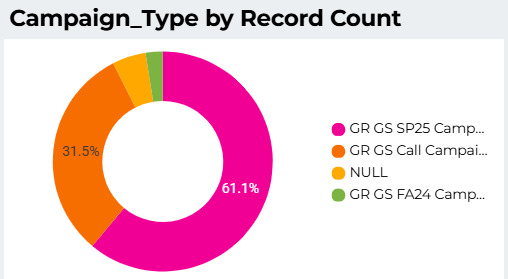 Campaign_Type by Record Count
GR GS SP25 Camp...
31.5%
GR GS Call Campai...
NULL
61.1%
GR GS FA24 Camp...